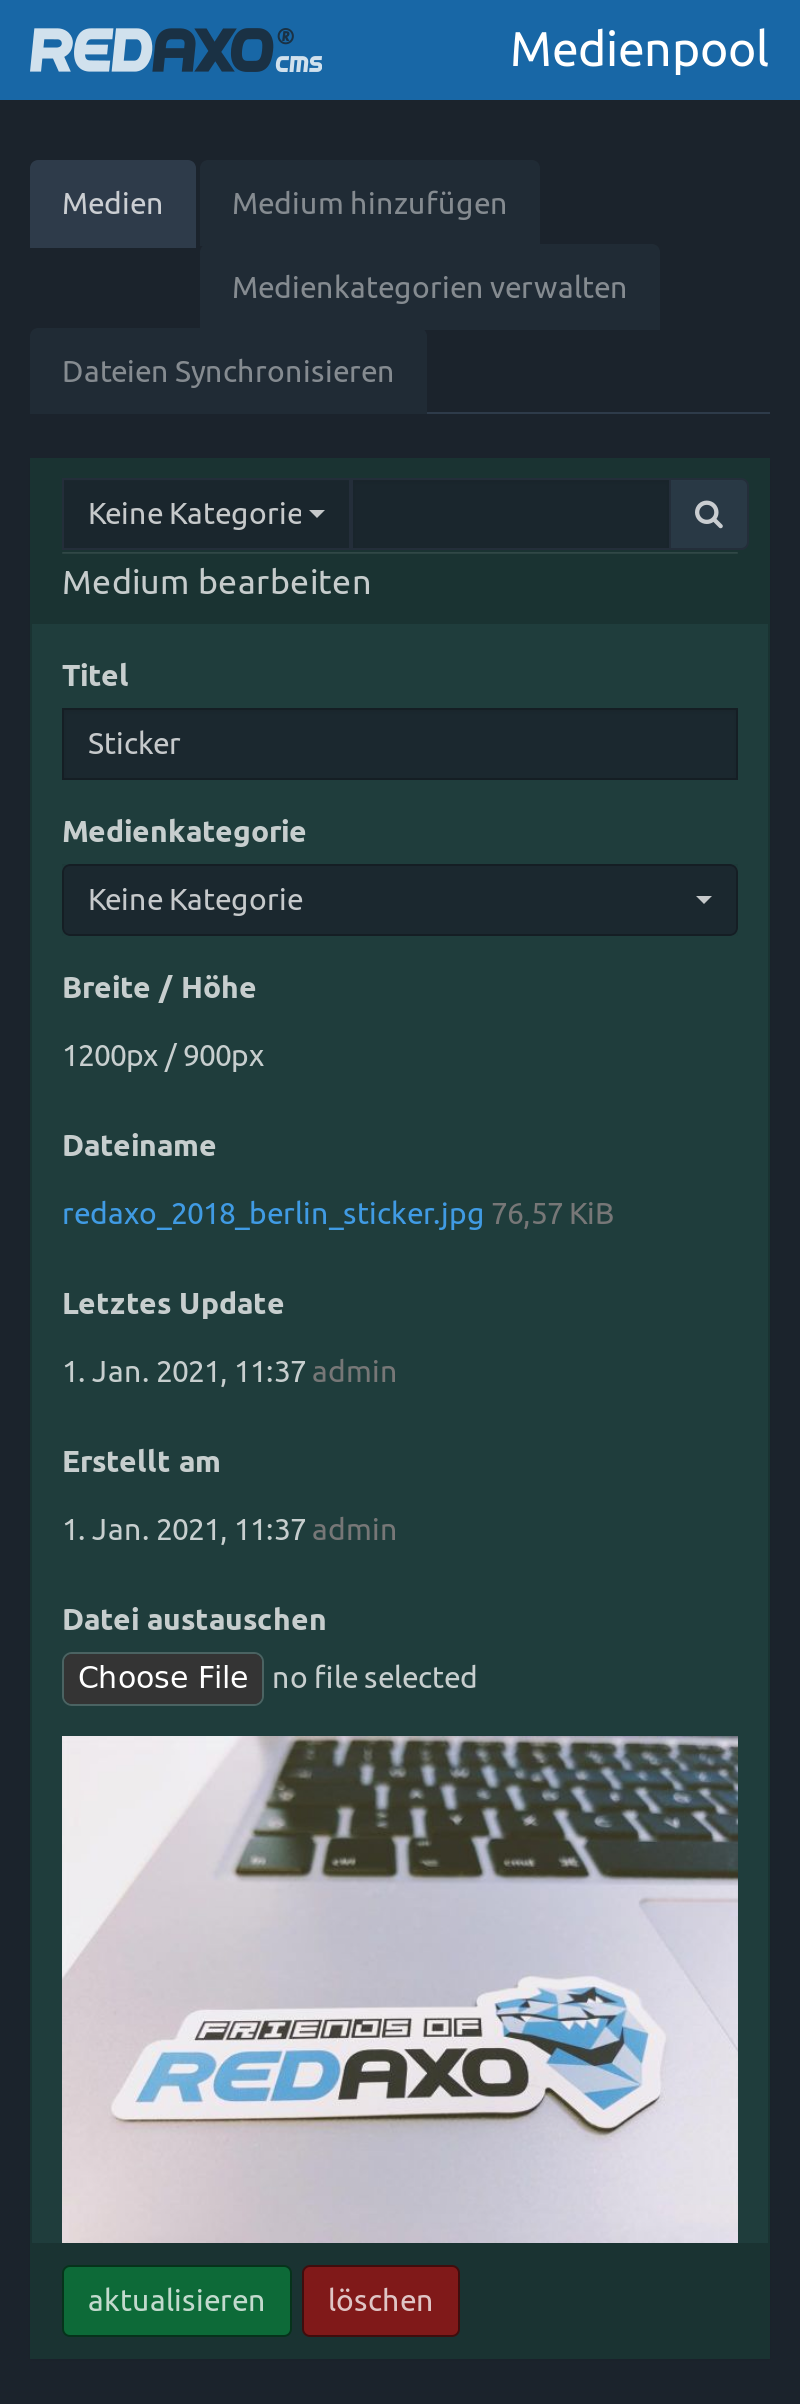 REDAXO® cms
Medienpool
Medien
Medium hinzufügen
Medienkategorien verwalten
Dateien Synchronisieren
Keine Kategorie
Medium bearbeiten
Titel
Sticker
Medienkategorie
Keine Kategorie
Breite / Höhe
1200px / 900px
Dateiname
redaxo_2018_berlin_sticker.jpg 76,57 KiB
Letztes Update
1. Jan. 2021, 11:37 admin
Erstellt am
1. Jan. 2021, 11:37 admin
Datei austauschen
Choose File no file selected
FRIENDS OF
REDAXO
aktualisieren
löschen